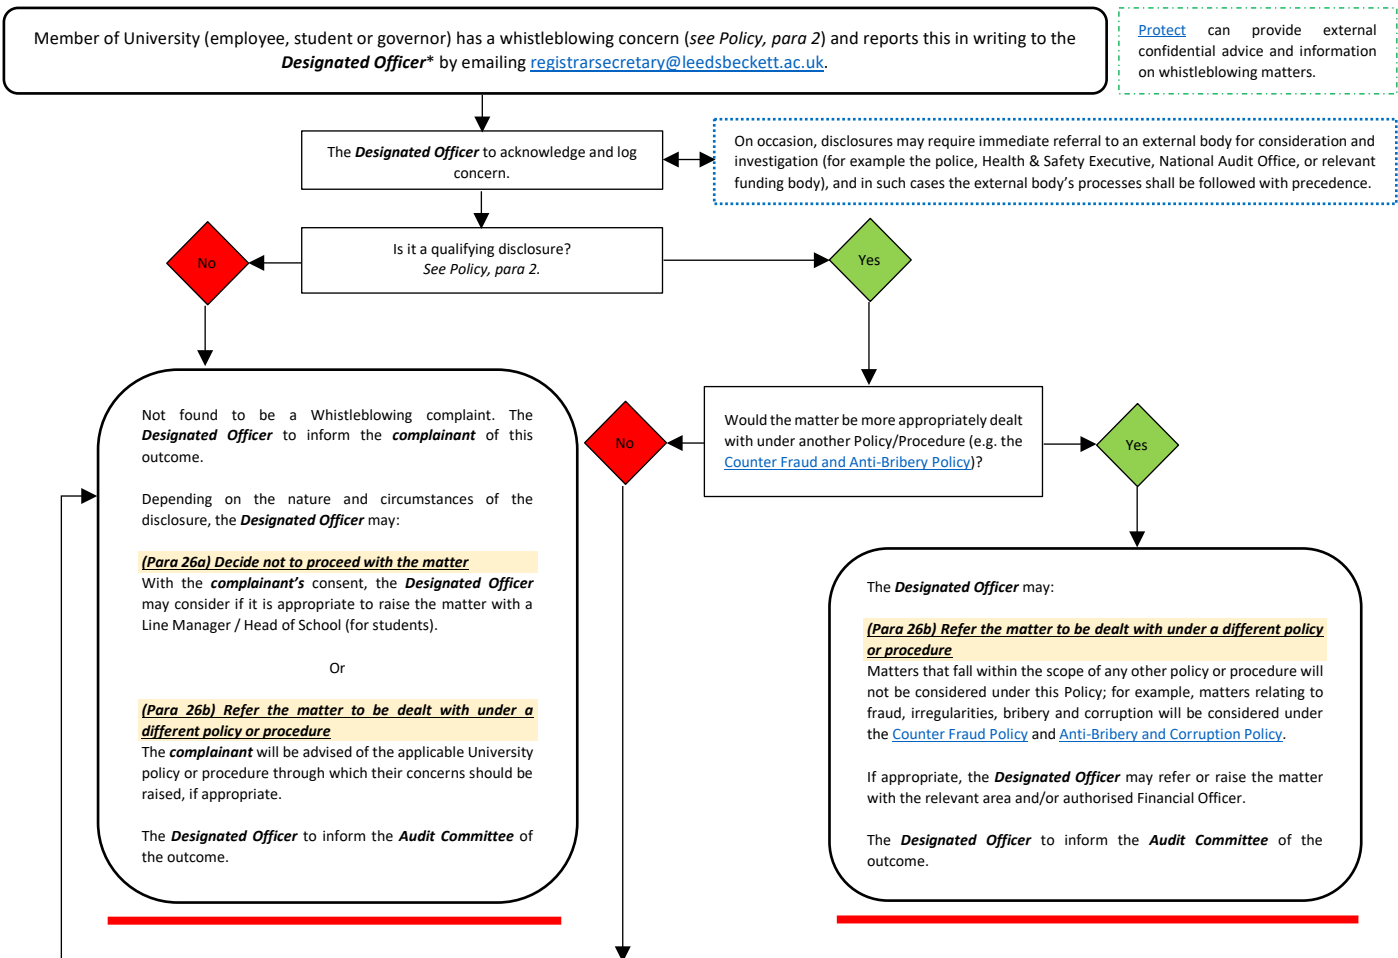 Member of University (employee, student or governor) has a whistleblowing concern (see Policy, para 2) and reports this in writing to the
Designated Officer* by emailing registrarsecretary@leedsbeckett.ac.uk.
Protect can provide external
confidential advice and information
on whistleblowing matters.
The Designated Officer to acknowledge and log
concern.
On occasion, disclosures may require immediate referral to an external body for consideration and
investigation (for example the police, Health & Safety Executive, National Audit Office, or relevant
funding body), and in such cases the external body's processes shall be followed with precedence.
Is it a qualifying disclosure?
See Policy, para 2.
No
Yes
Not found to be a Whistleblowing complaint. The
Designated Officer to inform the complainant of this
outcome.
Depending on the nature and circumstances of the
disclosure, the Designated Officer may:
(Para 26a) Decide not to proceed with the matter
With the complainant's consent, the Designated Officer
may consider if it is appropriate to raise the matter with a
Line Manager / Head of School (for students).
Or
(Para 26b) Refer the matter to be dealt with under a
different policy or procedure
The complainant will be advised of the applicable University
policy or procedure through which their concerns should be
raised, if appropriate.
The Designated Officer to inform the Audit Committee of
the outcome.
Would the matter be more appropriately dealt
with under another Policy/Procedure (e.g. the
Counter Fraud and Anti-Bribery Policy)?
No
Yes
The Designated Officer may:
(Para 26b) Refer the matter to be dealt with under a different policy
or procedure
Matters that fall within the scope of any other policy or procedure will
not be considered under this Policy; for example, matters relating to
fraud, irregularities, bribery and corruption will be considered under
the Counter Fraud Policy and Anti-Bribery and Corruption Policy.
If appropriate, the Designated Officer may refer or raise the matter
with the relevant area and/or authorised Financial Officer.
The Designated Officer to inform the Audit Committee of the
outcome.